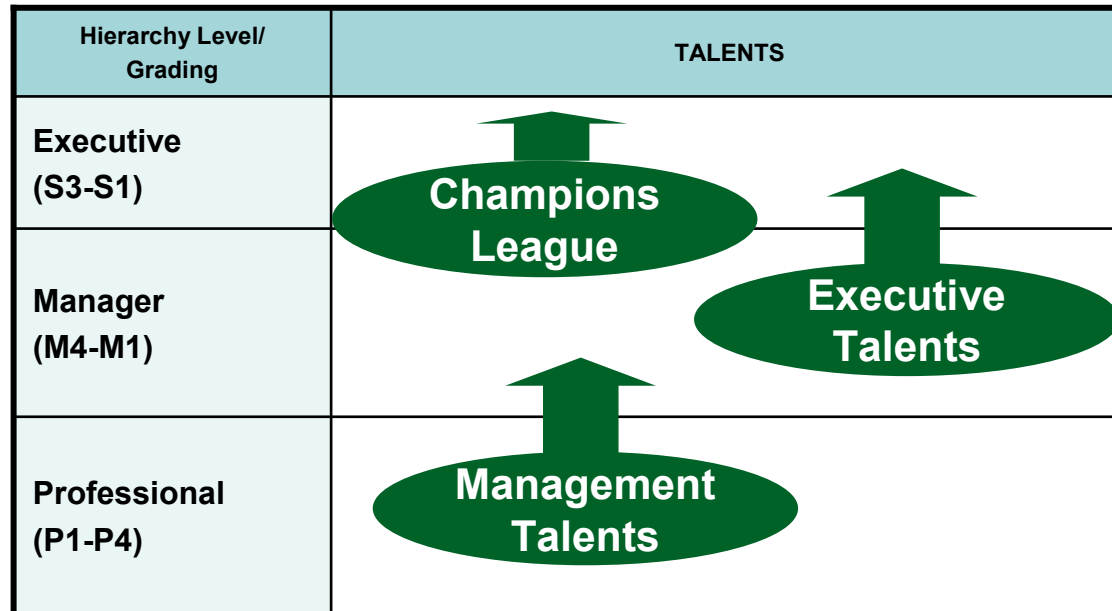 Hierarchy Level/
Grading
TALENTS
Executive
(S3-S1)
Champions
League
Manager
(M4-M1)
Executive
Talents
Professional
(P1-P4)
Management
Talents